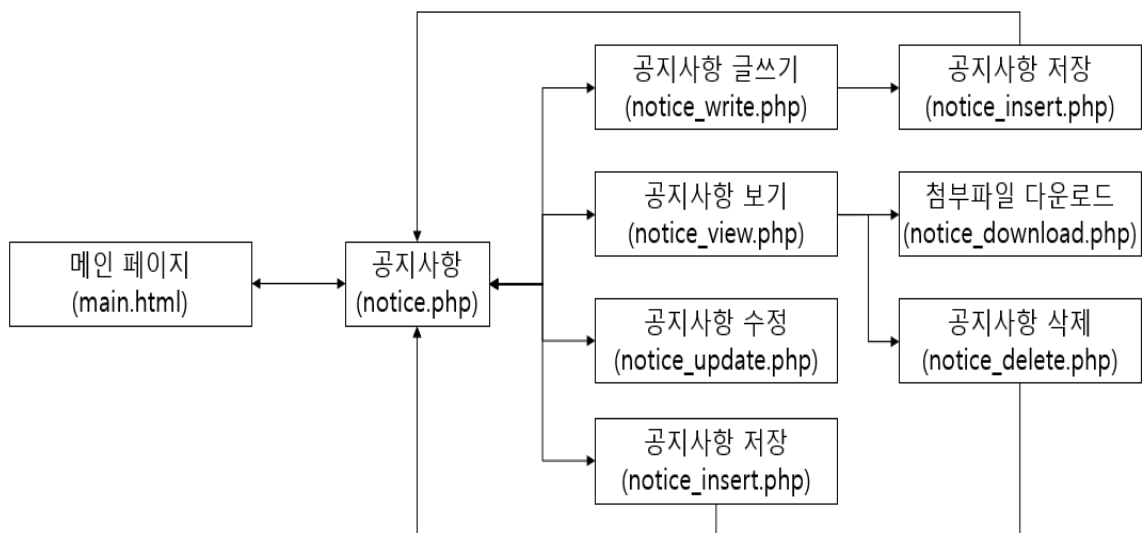 공지사항 글쓰기
(notice_write.php)
공지사항 저장
(notice_insert.php)
공지사항 보기
(notice_view.php)
첨부파일 다운로드
(notice_download.php)
메인 페이지
(main.html)
공지사항
(notice.php)
공지사항 수정
(notice_update.php)
공지사항 삭제
(notice_delete.php)
공지사항 저장
(notice_insert.php)